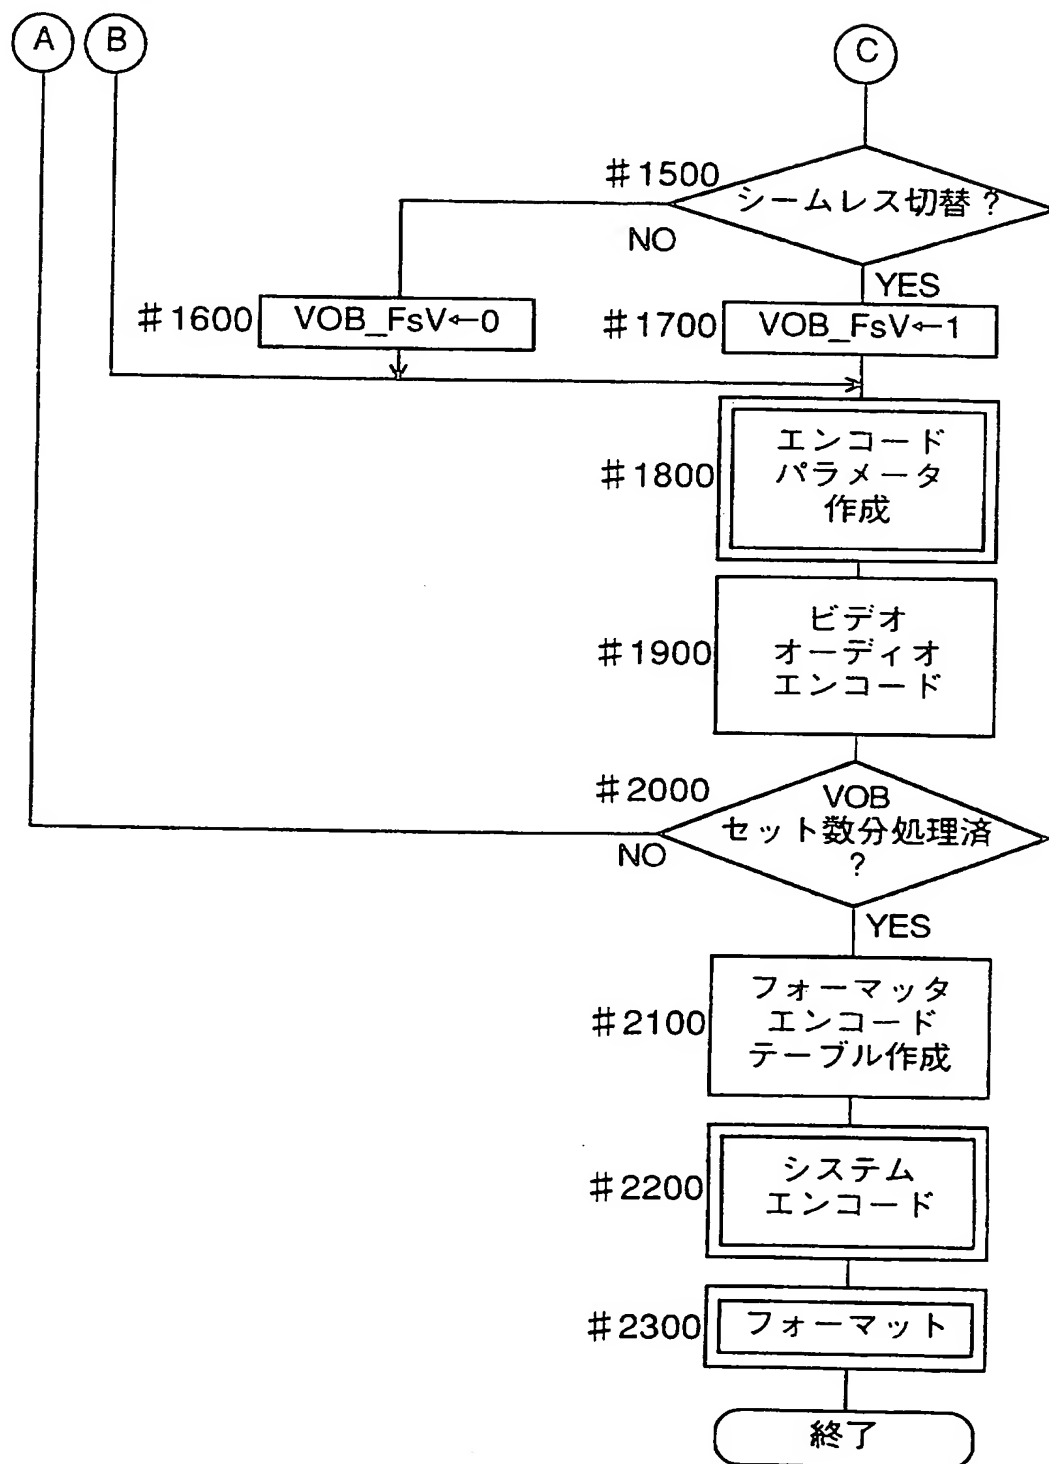 A
B
C
#1500
シームレス切替?
NO
YES
#1600
VOB_FsV←0
#1700
VOB_FsV←1
#1800
エンコード
パラメータ
作成
#1900
ビデオ
オーディオ
エンコード
#2000
VOB
セット数分処理済
?
NO
YES
#2100
フォーマッタ
エンコード
テーブル作成
#2200
システム
エンコード
#2300
フォーマット
終了